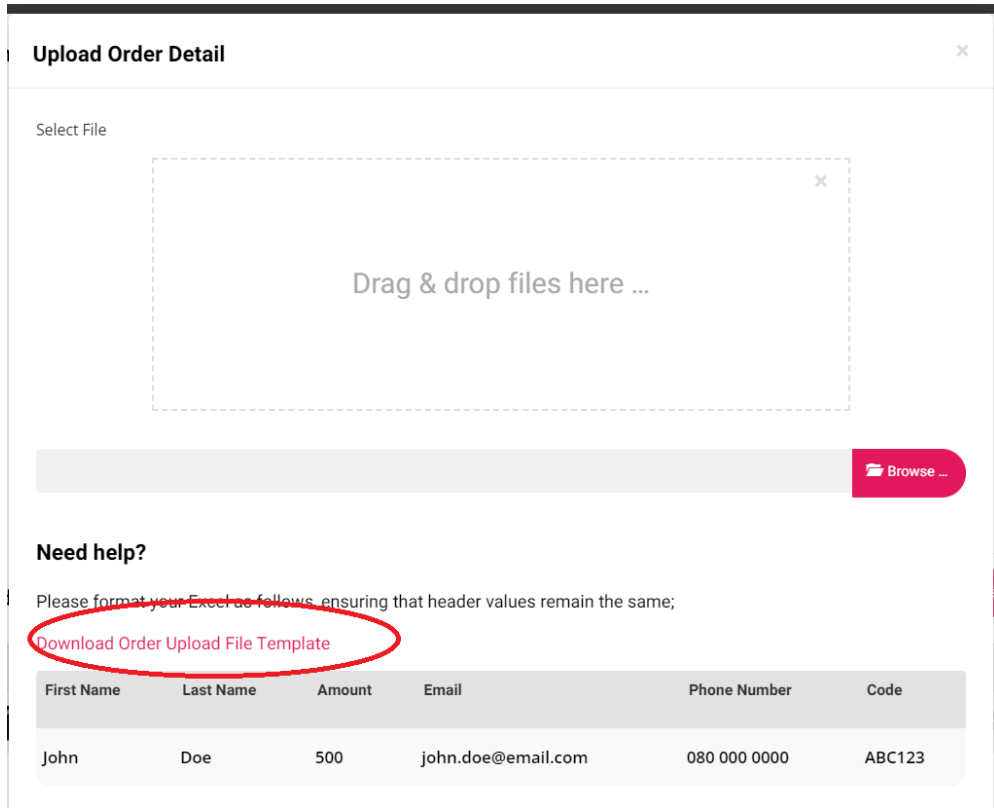 Upload Order Detail ×
Select File
×
Drag & drop files here ...
Browse ...
Need help?
Please format your Excel as follows, ensuring that header values remain the same;
Download Order Upload File Template
First Name Last Name Amount Email Phone Number Code
John Doe 500 john.doe@email.com 080 000 0000 ABC123